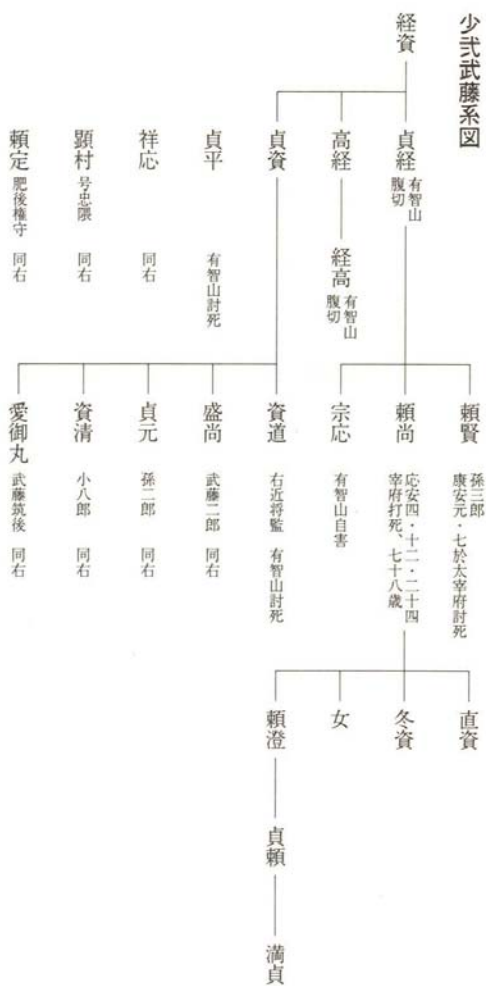 少弐武藤系図
経資
貞経
有智山
腹切
高経
経高
有智山
腹切
貞資
貞平
有智山討死
祥応
同右
顕村
号忠隈
同右
頼定
肥後権守
同右
頼賢
孫三郎
康安元・七於太宰府討死
頼尚
応安四・十二・二十四
宰府打死、七十八歳
宗応
有智山自害
資道
右近将監
有智山討死
盛尚
武藤二郎
同右
貞元
孫二郎
同右
資清
小八郎
同右
愛御丸
武藤筑後
同右
直資
冬資
女
頼澄
貞頼
満貞